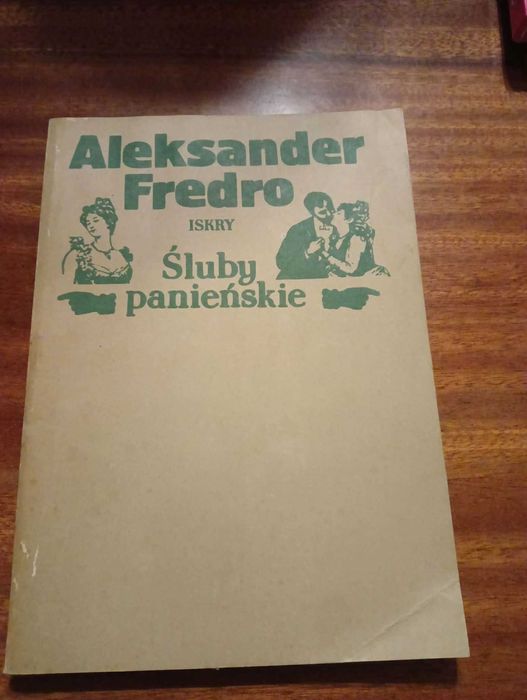 Aleksander
Fredro
ISKRY
Śluby
panieńskie